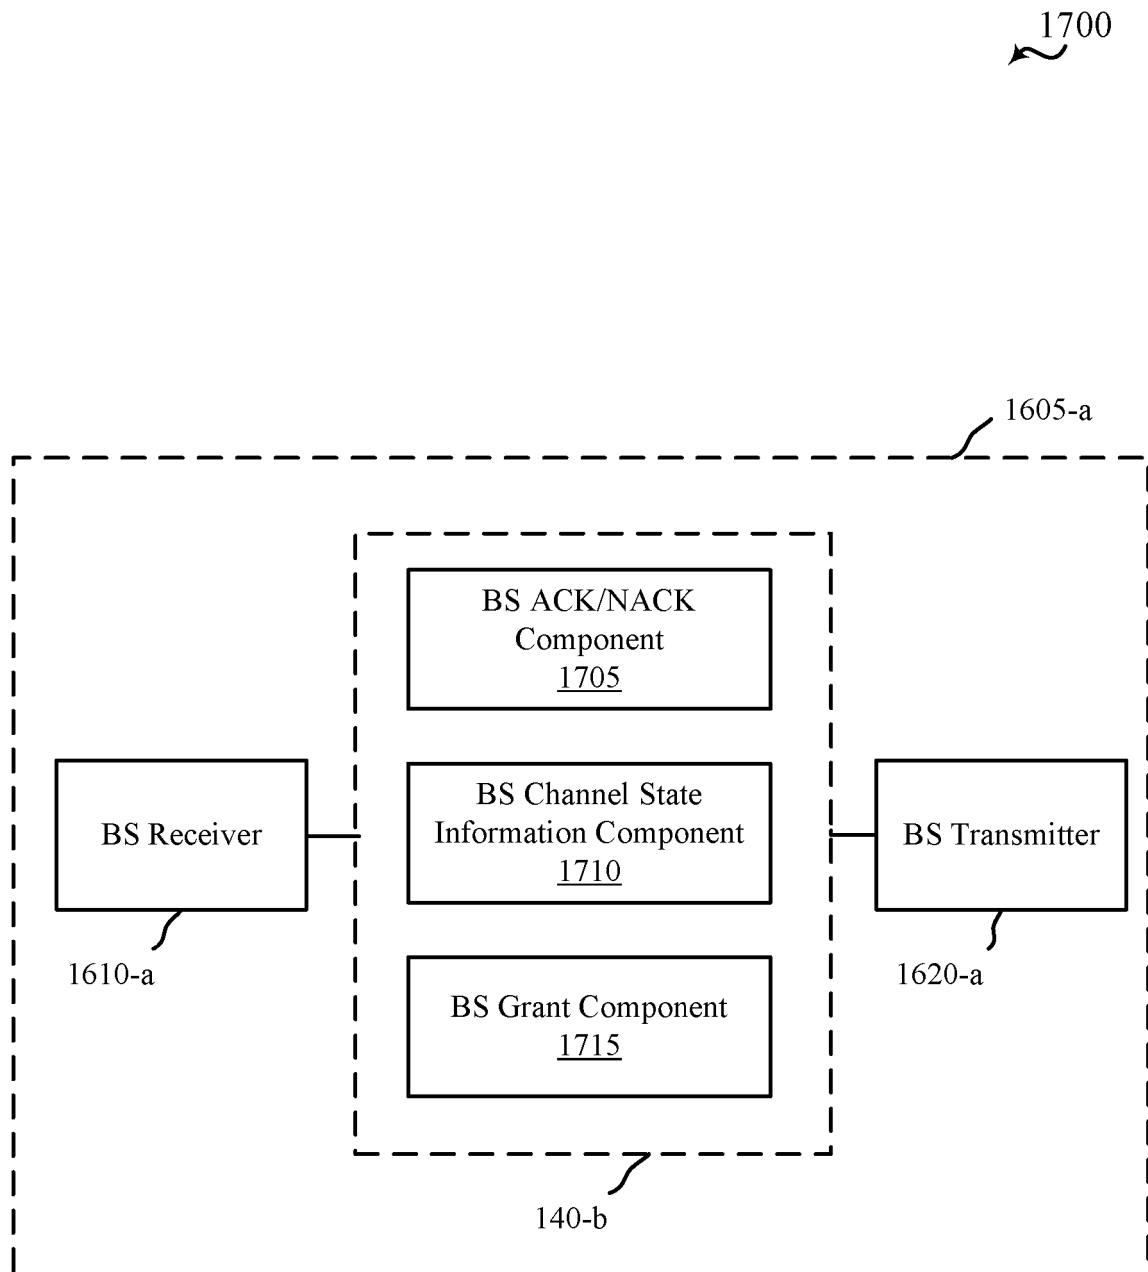 1700
1605-a
BS ACK/NACK
Component
1705
BS Receiver
BS Channel State
Information Component
1710
BS Transmitter
1610-a
1620-a
BS Grant Component
1715
140-b